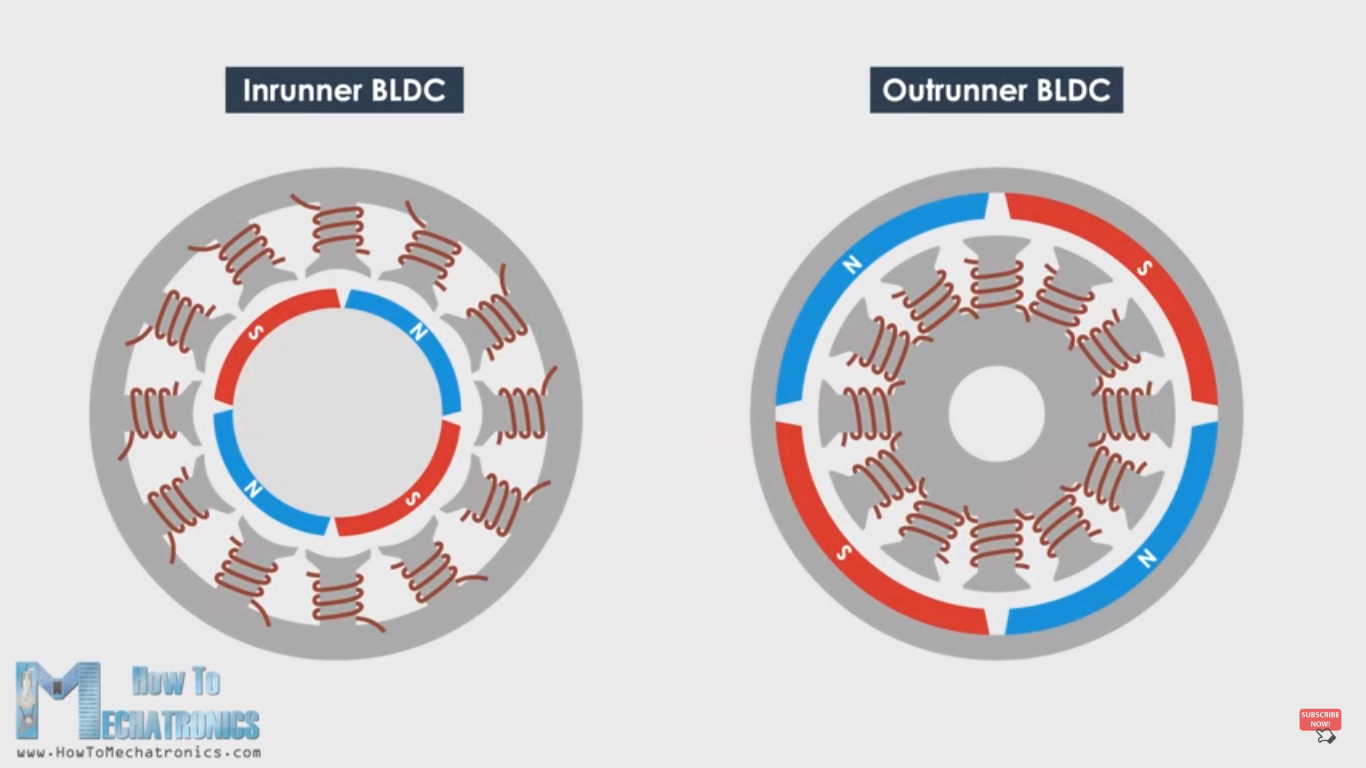 Inrunner BLDC
Outrunner BLDC
S
N
N
S
N
S
S
N
How To
MECHATRONICS
www.HowToMechatronics.com
SUBSCRIBE
NOW!